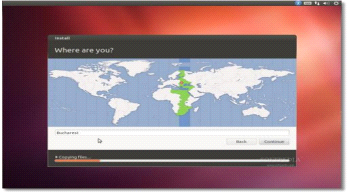 Install
Where are you?
Bucharest
Back
Continue
Copying files...